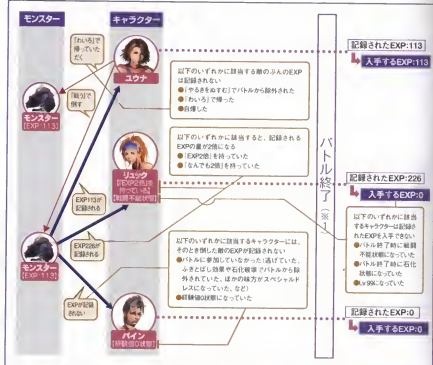 モンスター
キャラクター
「わいろ」で
帰っていた
だく
ユウナ
「戦う」で
倒す
モンスター
【EXP:113】
以下のいずれかに該当する敵のぶんのEXP
は記録されない
●「やるきをぬすむ」でバトルから除外された
●「わいろ」で帰った
●自爆した
記録されたEXP:113
入手するEXP:113
以下のいずれかに該当すると、記録される
EXPの量が2倍になる
●「EXP2倍」を持っていた
●「なんでも2倍」を持っていた
リュック
【「EXP2倍」を
持っている】
【戦闘不能状態】
バトル終了(※1)
記録されたEXP:226
入手するEXP:0
EXP113が
記録される
EXP226が
記録される
モンスター
【EXP:113】
EXPが記録
されない
以下のいずれかに該当するキャラクターには、
そのとき倒した敵のEXPが記録されない
●バトルに参加していなかった(逃げていた、
ふきとばし効果や石化破壊でバトルから除
外されていた、ほかの味方がスペシャルド
レスになっていた、など)
●経験値0状態になっていた
以下のいずれかに該当
するキャラクターは記録さ
れたEXPを入手できない
●バトル終了時に戦闘
不能状態になっていた
●バトル終了時に石化
状態になっていた
●Lv 99になっていた
パイン
【経験値0状態】
記録されたEXP:0
入手するEXP:0